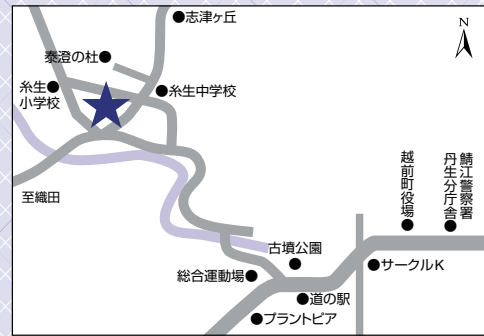 志津ヶ丘
N
泰澄の杜
糸生
小学校
糸生中学校
至織田
越前町役場
鯖江警察署
丹生分庁舎
古墳公園
総合運動場
サークルK
道の駅
プラントピア